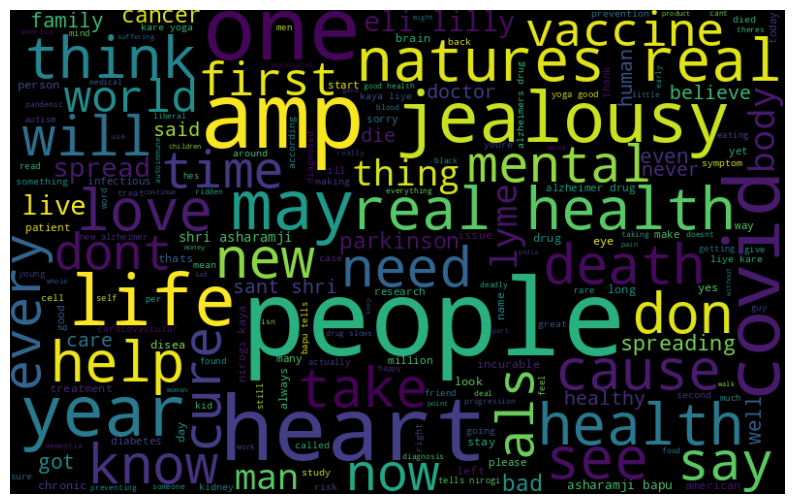 family
kare yoga
cancer
one
eli lilly
vaccine
died
think
first
natures real
world
amp
jealousy
doctor
human
believe
body
will
said
time
thing
mental
even
never
spread
live
love
may
real health
lyme
die
brain
back
start
sorry
according
kaya liye
men
might
mind
person
autism
read
something
infectious
treat
word
patient
dont
new
need
parkinson
issue
drug
death
covid
shri asharamji
sant shri
new alzheimer
thats
mean
case
research
name
long
rare
eye
yes
don
every
life
people
help
care
cure
take
als
cause
spreading
healthy
year
heart
health
well
know
now
man
see
say
bad
got
chronic
treatment
diabetes
kidney
study
risk
left
please
stay
going
called
friend
look
always
many
million
actually
incurable
asharamji bapu
tells nirogi
nirogi kaya
bapu tells
drug slows
cardiovascular
disea
found
cell
self
per
young
whole
good
day
kid
still
women
someone
preventing
dementia
sure
work
happy
right
point
progression
diagnosis
deal
feel
great
guy
second
much
food
walk
american
alzheimer drug
alzheimers drug
yoga good
good health
symptom
yet
way
make
taking
pain
doesnt
getting
give
liye kare
india
without
deadly
part
keep
everything
black
blood
youre
really
thank
early
little
prevention
product
cant
theres
today
eating
pandemic
suffering
medical
liberal
children
use
continue
autoimmune
around
hes
ridden
making
ill
diagnosed
associated
money
sad
isn
america